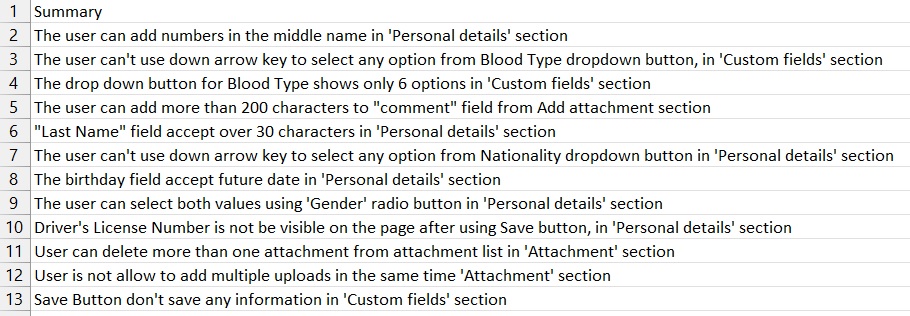 1 Summary
2 The user can add numbers in the middle name in 'Personal details' section
3 The user can't use down arrow key to select any option from Blood Type dropdown button, in 'Custom fields' section
4 The drop down button for Blood Type shows only 6 options in 'Custom fields' section
5 The user can add more than 200 characters to "comment" field from Add attachment section
6 "Last Name" field accept over 30 characters in 'Personal details' section
7 The user can't use down arrow key to select any option from Nationality dropdown button in 'Personal details' section
8 The birthday field accept future date in 'Personal details' section
9 The user can select both values using 'Gender' radio button in 'Personal details' section
10 Driver's License Number is not be visible on the page after using Save button, in 'Personal details' section
11 User can delete more than one attachment from attachment list in 'Attachment' section
12 User is not allow to add multiple uploads in the same time 'Attachment' section
13 Save Button don't save any information in 'Custom fields' section